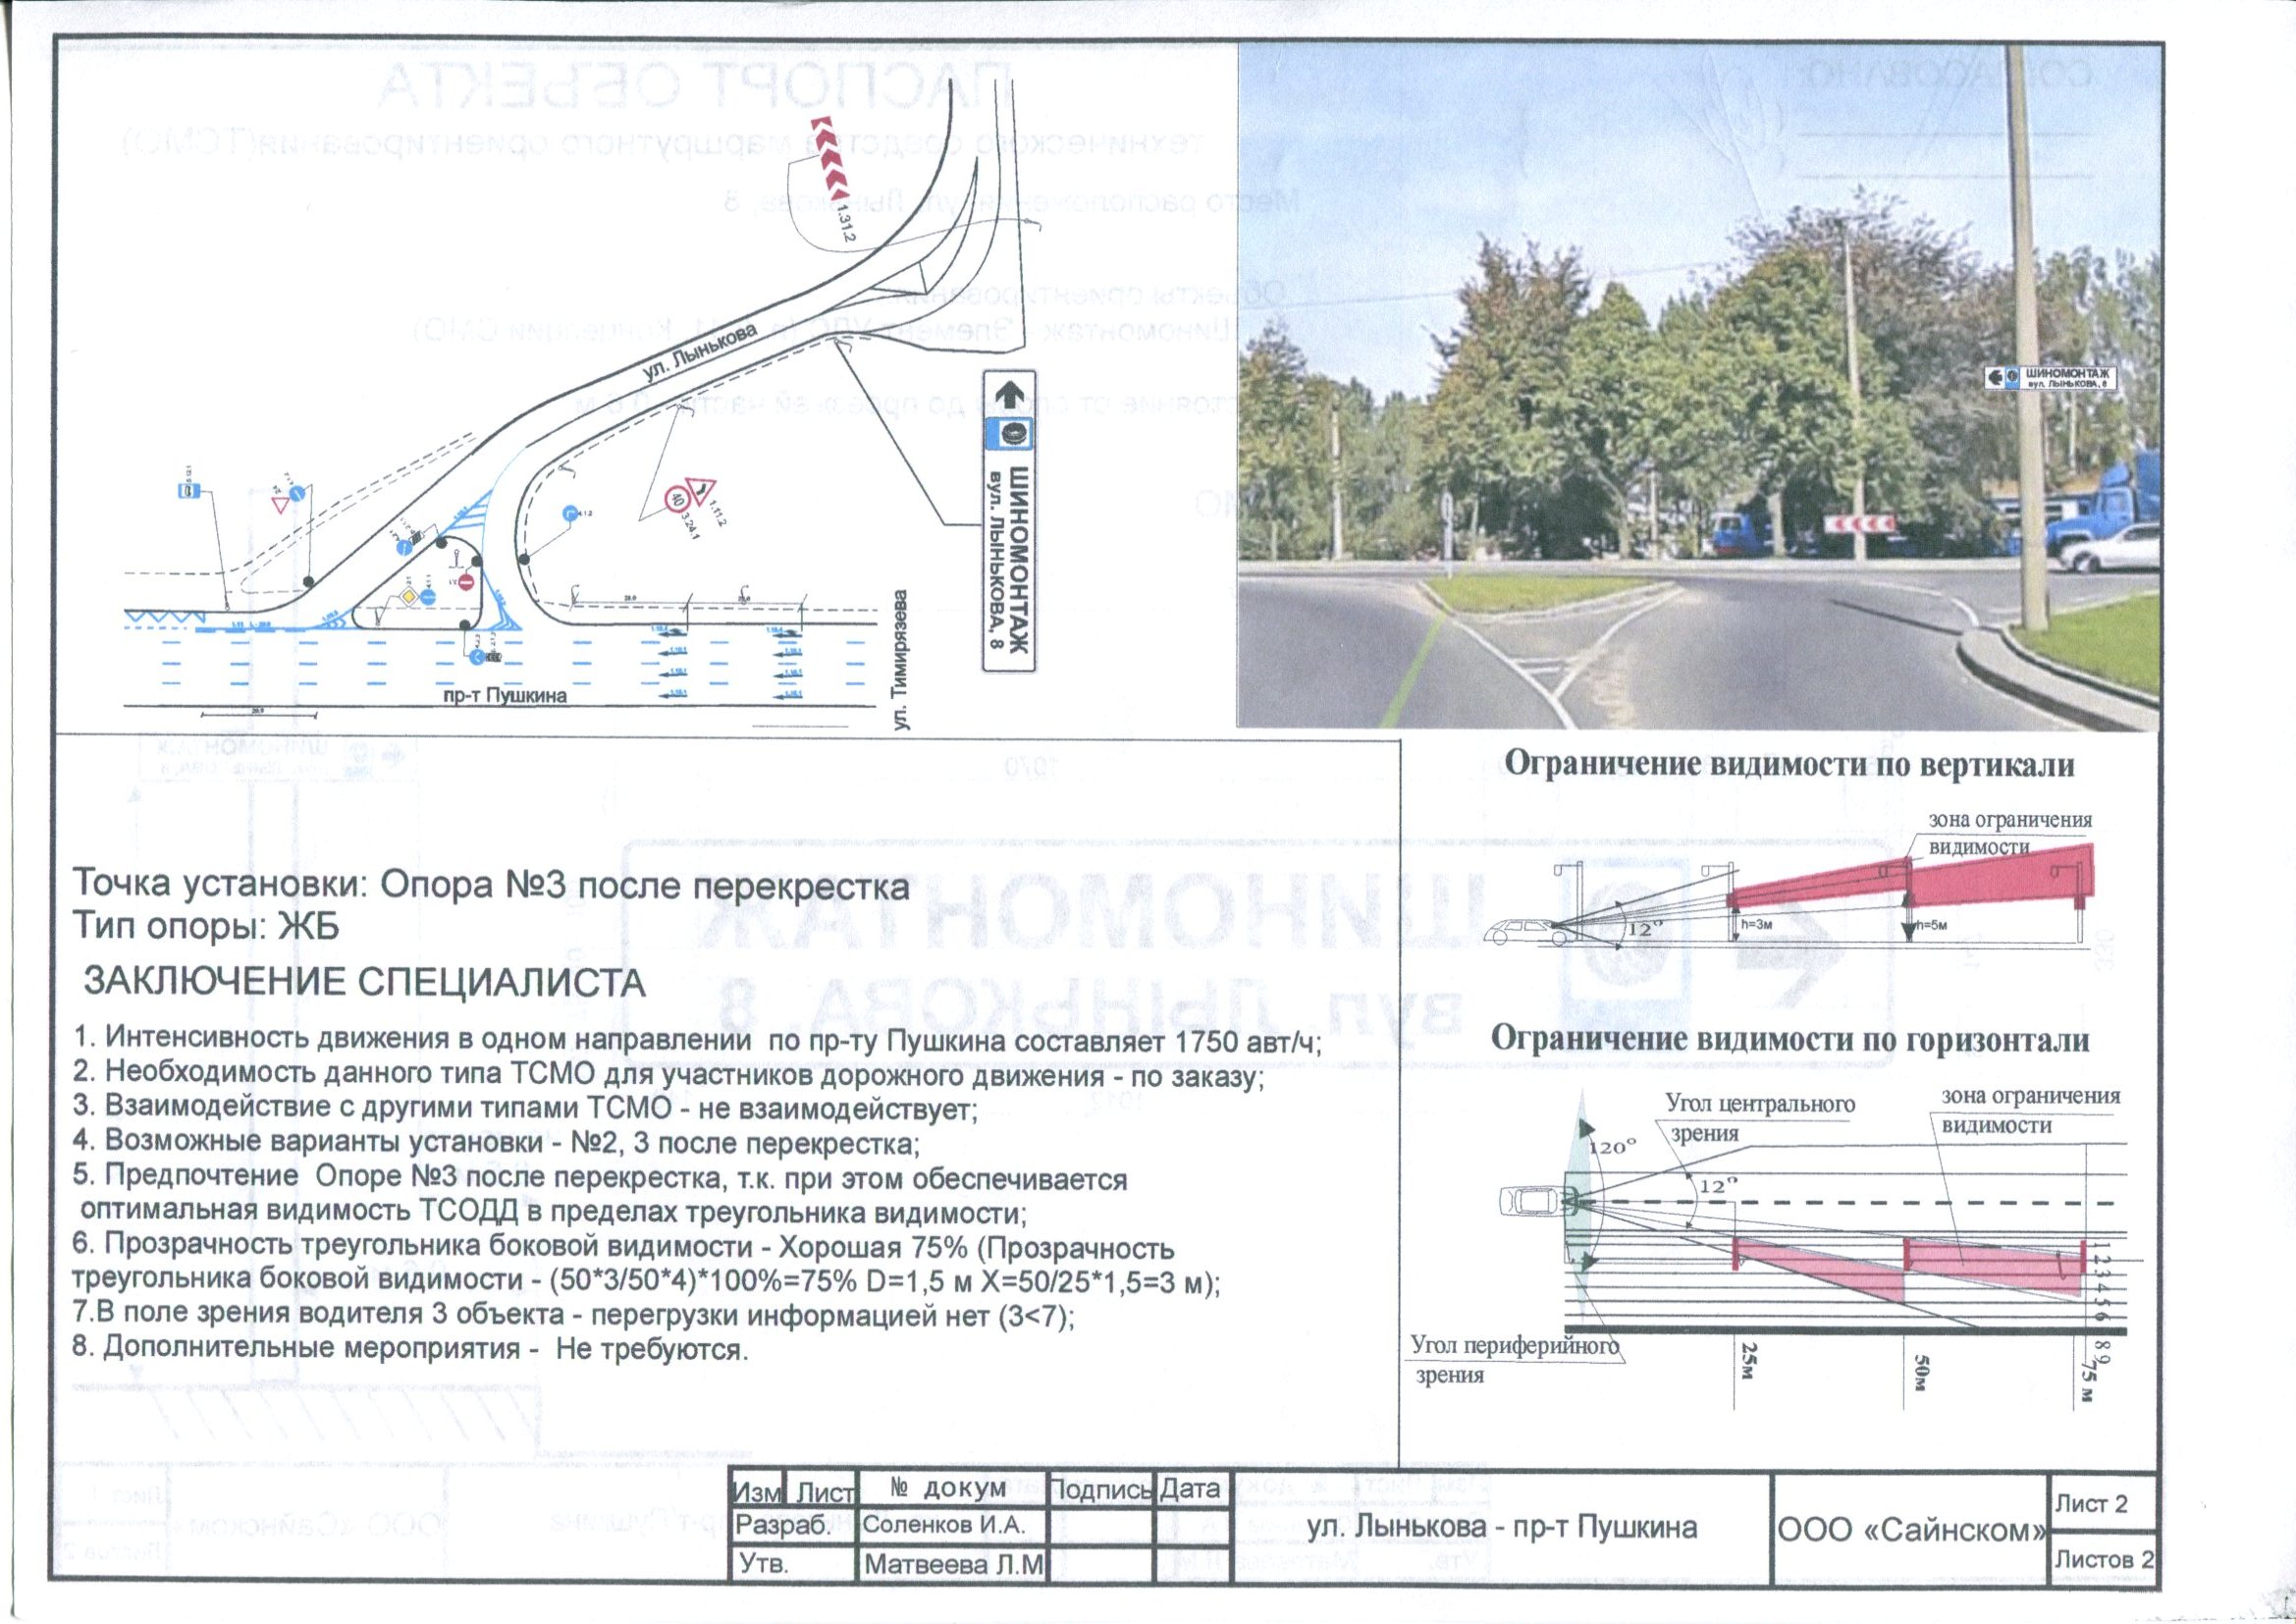 1.31.2
ул. Лынькова
ШИНОМОНТАЖ
вул. ЛЫНЬКОВА, 8
40
3.24.1
1.11.2
4.1.2
ул. Тимирязева
пр-т Пушкина
ШИНОМОНТАЖ
вул. ЛЫНЬКОВА, 8
Точка установки: Опора №3 после перекрестка
Тип опоры: ЖБ
ЗАКЛЮЧЕНИЕ СПЕЦИАЛИСТА
1. Интенсивность движения в одном направлении по пр-ту Пушкина составляет 1750 авт/ч;
2. Необходимость данного типа ТСМО для участников дорожного движения - по заказу;
3. Взаимодействие с другими типами ТСМО - не взаимодействует;
4. Возможные варианты установки - №2, 3 после перекрестка;
5. Предпочтение Опоре №3 после перекрестка, т.к. при этом обеспечивается
оптимальная видимость ТСОДД в пределах треугольника видимости;
6. Прозрачность треугольника боковой видимости - Хорошая 75% (Прозрачность
треугольника боковой видимости - (50*3/50*4)*100%=75% D=1,5 м X=50/25*1,5=3 м);
7.В поле зрения водителя 3 объекта - перегрузки информацией нет (3<7);
8. Дополнительные мероприятия - Не требуются.
Ограничение видимости по вертикали
зона ограничения
видимости
12°
h=3м
h=5м
Ограничение видимости по горизонтали
Угол центрального
зрения
зона ограничения
видимости
120°
12°
1 2 3 4 5 6 8 9
Угол периферийного
зрения
25м
50м
75 м
Изм Лист № докум Подпись Дата
Разраб. Соленков И.А.
Утв. Матвеева Л.М
ул. Лынькова - пр-т Пушкина
ООО «Сайнском»
Лист 2
Листов 2